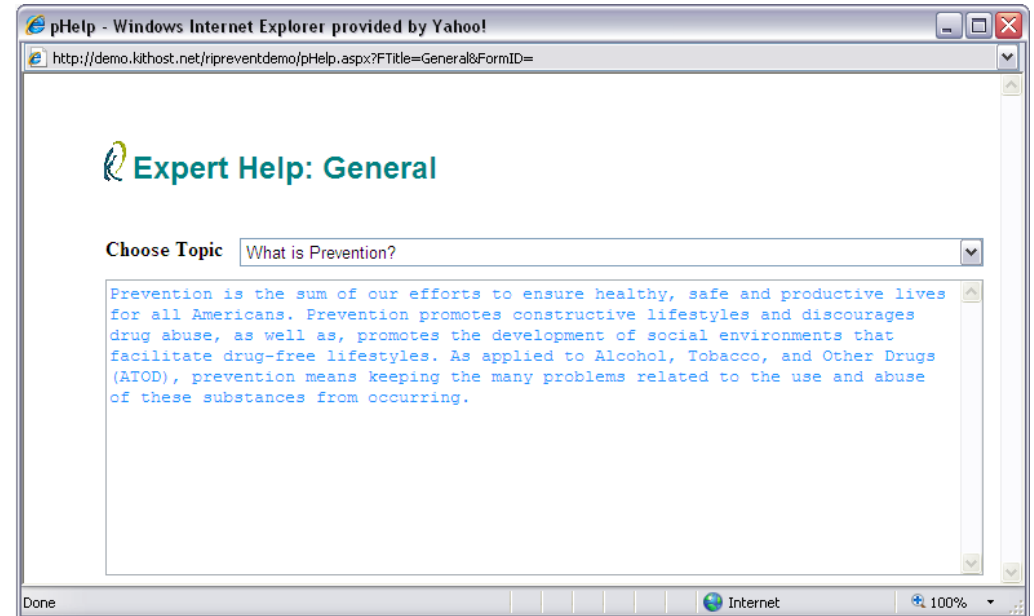 pHelp - Windows Internet Explorer provided by Yahoo!
http://demo.kithost.net/ripreventdemo/pHelp.aspx?FTitle=General&FormID=
Expert Help: General
Choose Topic What is Prevention?
Prevention is the sum of our efforts to ensure healthy, safe and productive lives
for all Americans. Prevention promotes constructive lifestyles and discourages
drug abuse, as well as, promotes the development of social environments that
facilitate drug-free lifestyles. As applied to Alcohol, Tobacco, and Other Drugs
(ATOD), prevention means keeping the many problems related to the use and abuse
of these substances from occurring.
Done Internet 100%